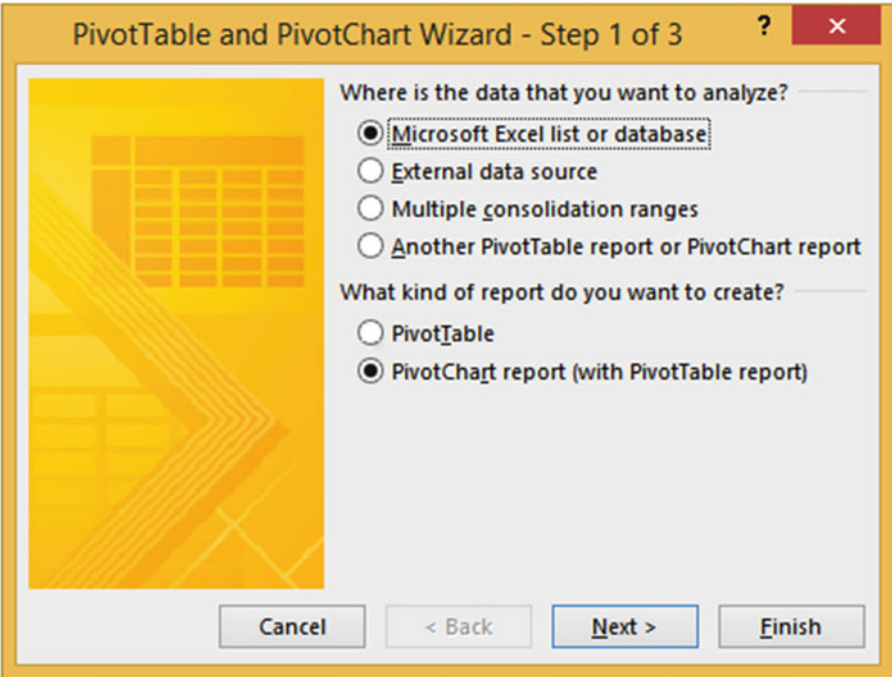 PivotTable and PivotChart Wizard - Step 1 of 3
?
Where is the data that you want to analyze?
Microsoft Excel list or database
External data source
Multiple consolidation ranges
Another PivotTable report or PivotChart report
What kind of report do you want to create?
PivotTable
PivotChart report (with PivotTable report)
Cancel
< Back
Next >
Finish